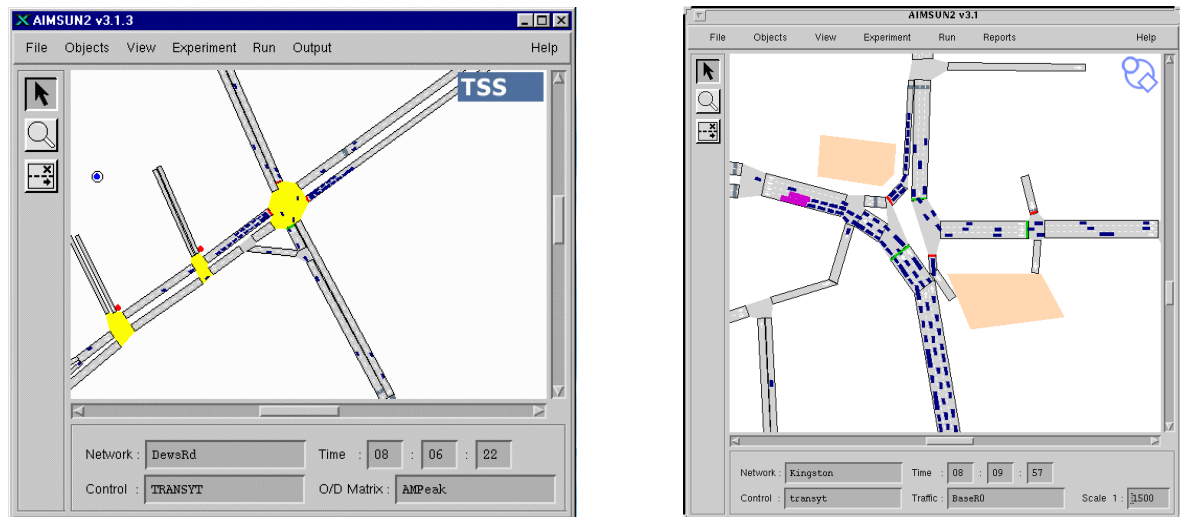 AIMSUN2 v3.1.3
File Objects View Experiment Run Output Help
TSS
Network : DewsRd Time : 08 : 06 : 22
Control : TRANSYT O/D Matrix : AMPeak
AIMSUN2 v3.1
File Objects View Experiment Run Reports Help
Network : Kingston Time : 08 : 09 : 57
Control : transyt Traffic : BaseR0 Scale 1 : 1500